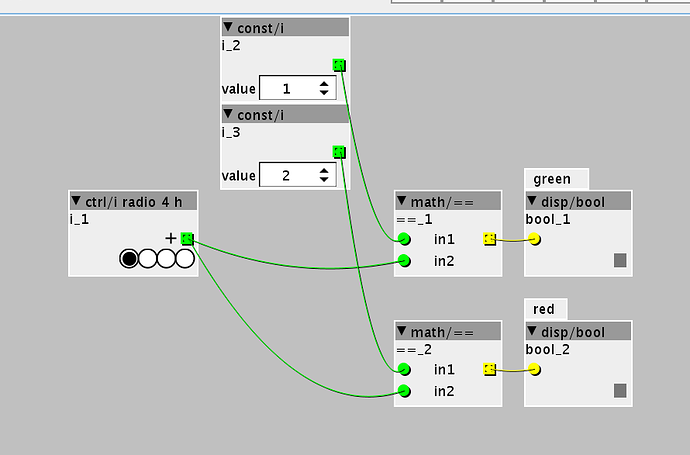 const/i
i_2
value 1
const/i
i_3
value 2
ctrl/i radio 4 h
i_1
+
math/==
==_1
in1
in2
green
disp/bool
bool_1
math/==
==_2
in1
in2
red
disp/bool
bool_2